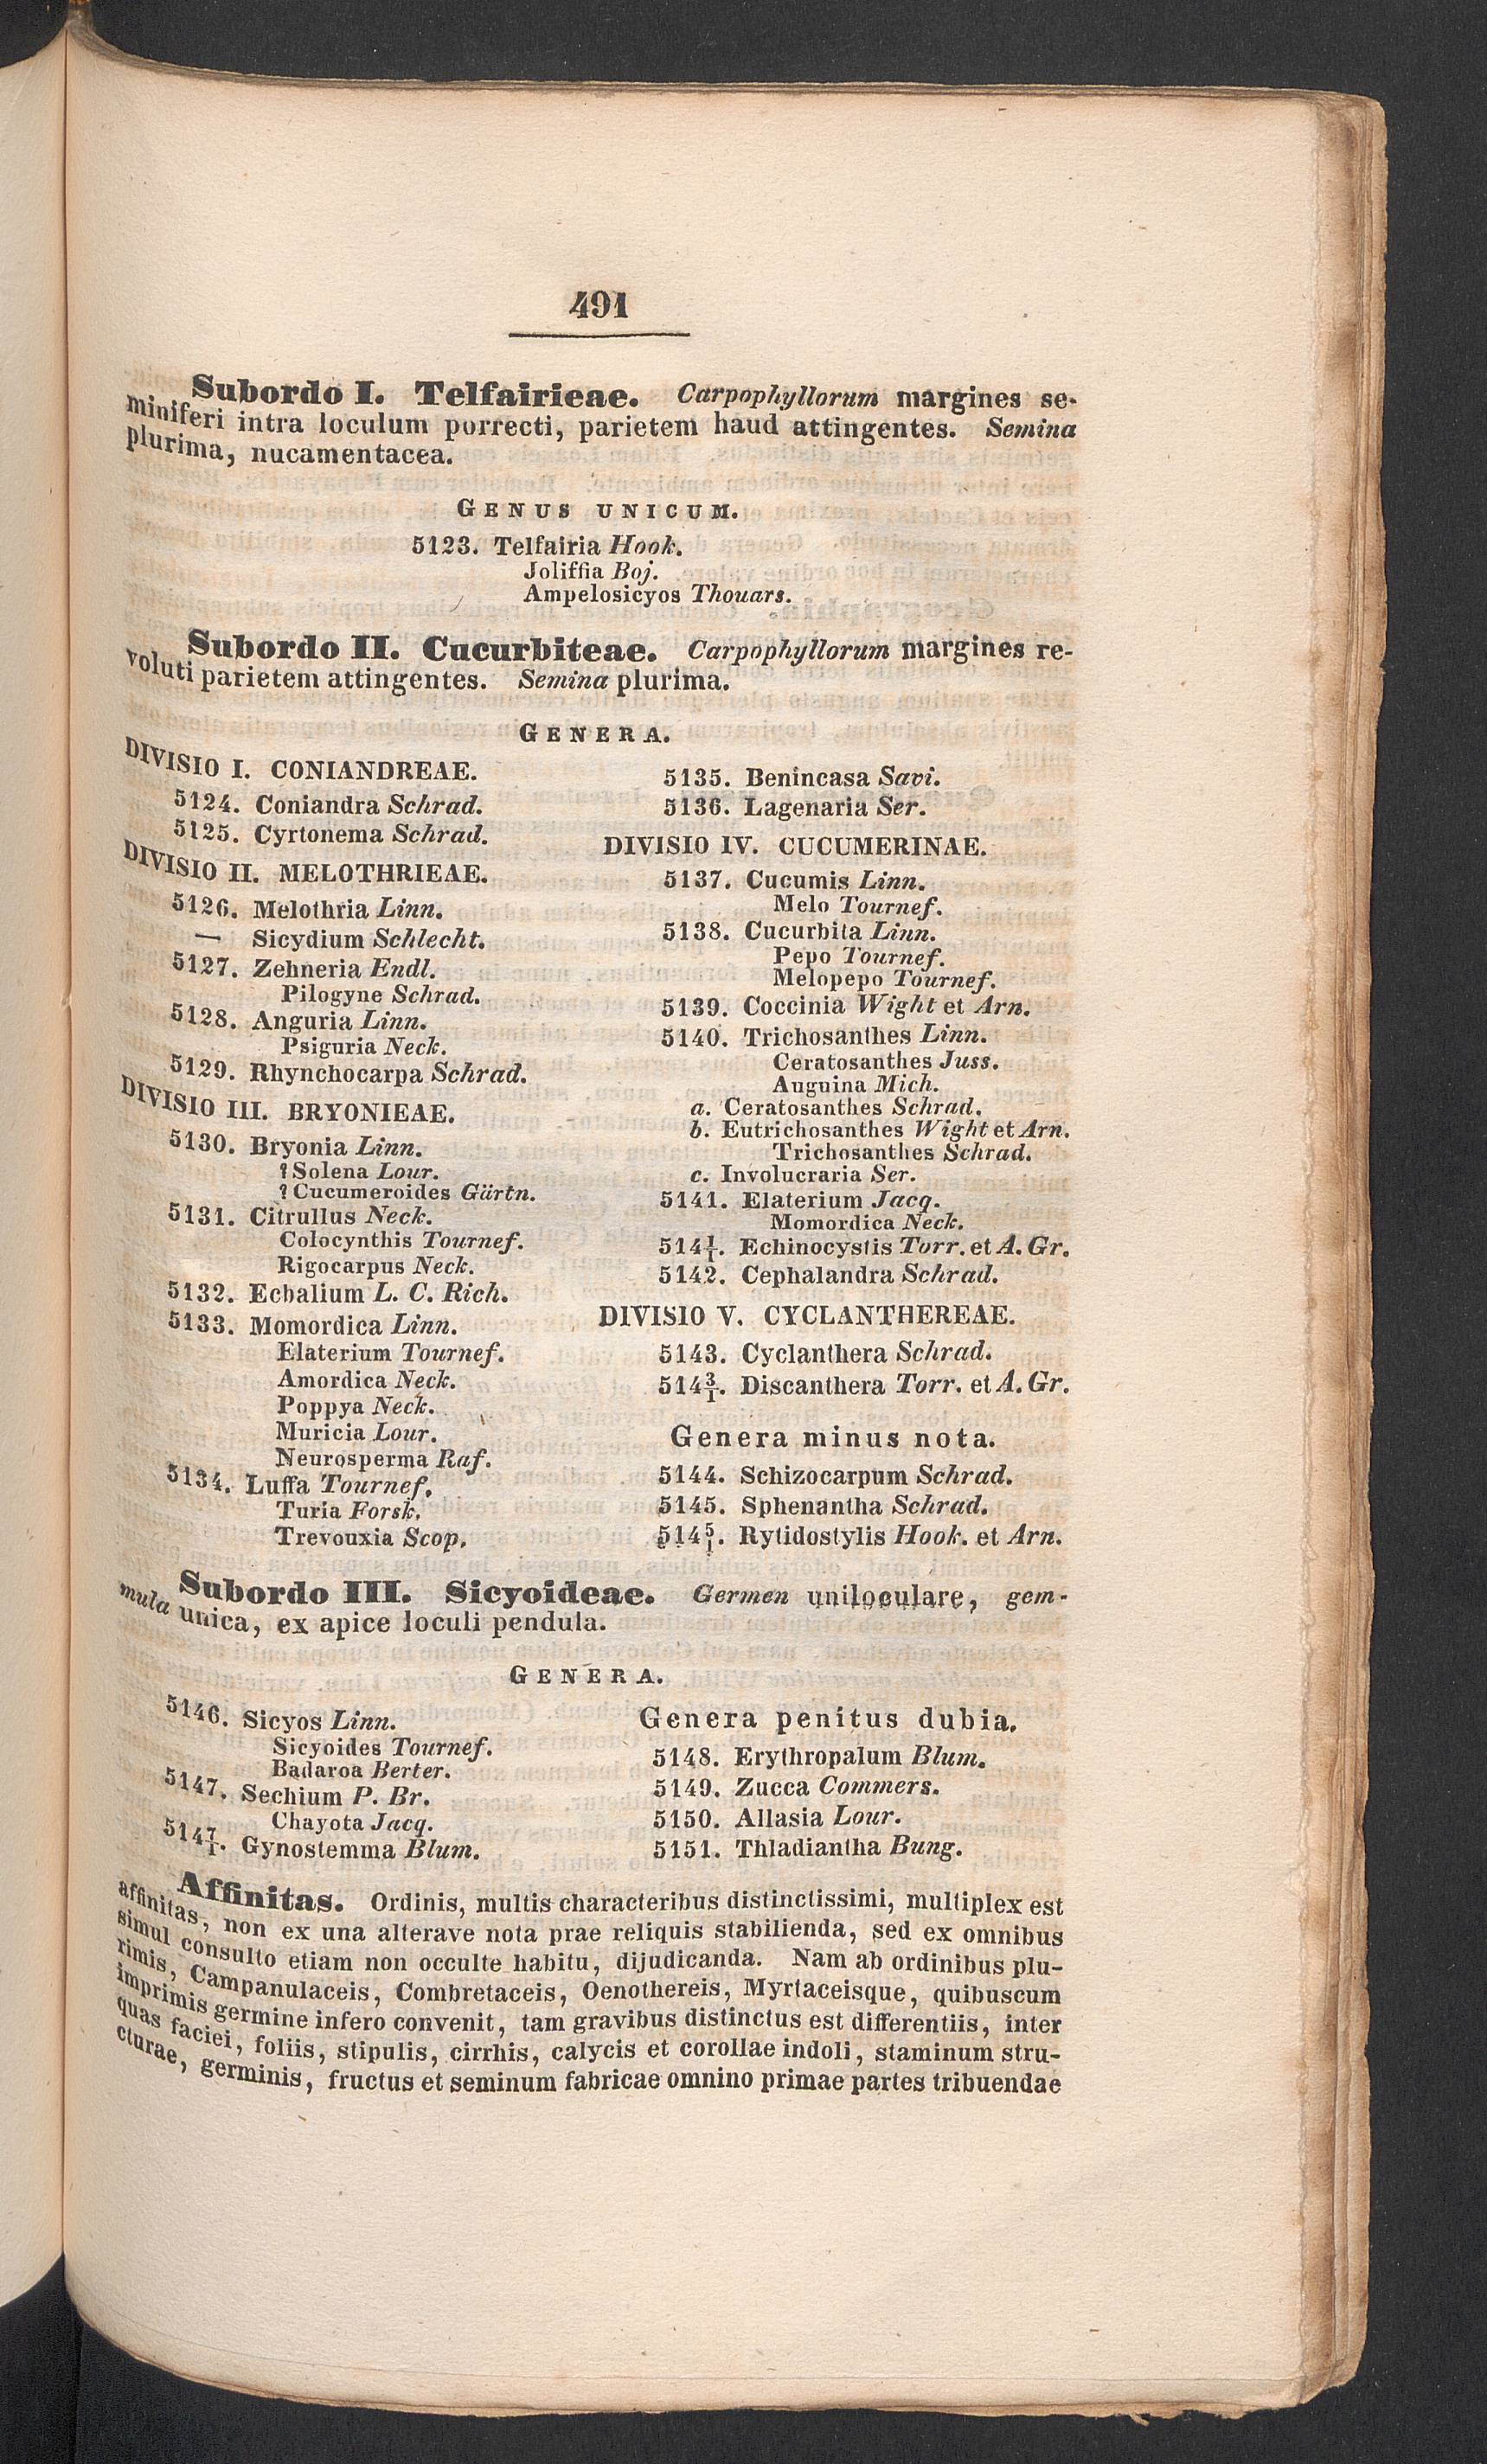 491
Subordo I. Telfairieae. Carpophyllorum margines se-
miniferi intra loculum porrecti, parietem haud attingentes. Semina
plurima, nucamentacea.
GENUS UNICUM.
5123. Telfairia Hook.
Joliffia Boj.
Ampelosicyos Thouars.
Subordo II. Cucurbiteae. Carpophyllorum margines re-
voluti parietem attingentes. Semina plurima.
GENERA.
DIVISIO I. CONIANDREAE.
5124. Coniandra Schrad.
5125. Cyrtonema Schrad.
DIVISIO II. MELOTHRIEAE.
5126. Melothria Linn.
— Sicydium Schlecht.
5127. Zehneria Endl.
Pilogyne Schrad.
5128. Anguria Linn.
Psiguria Neck.
5129. Rhynchocarpa Schrad.
DIVISIO III. BRYONIEAE.
5130. Bryonia Linn.
? Solena Lour.
? Cucumeroides Gärtn.
5131. Citrullus Neck.
Colocynthis Tournef.
Rigocarpus Neck.
5132. Ecbalium L. C. Rich.
5133. Momordica Linn.
Elaterium Tournef.
Amordica Neck.
Poppya Neck.
Muricia Lour.
Neurosperma Raf.
5134. Luffa Tournef.
Turia Forsk.
Trevouxia Scop.
5135. Benincasa Savi.
5136. Lagenaria Ser.
DIVISIO IV. CUCUMERINAE.
5137. Cucumis Linn.
Melo Tournef.
5138. Cucurbita Linn.
Pepo Tournef.
Melopepo Tournef.
5139. Coccinia Wight et Arn.
5140. Trichosanthes Linn.
Ceratosanthes Juss.
Anguina Mich.
a. Ceratosanthes Schrad.
b. Eutrichosanthes Wight et Arn.
Trichosanthes Schrad.
c. Involucraria Ser.
5141. Elaterium Jacq.
Momordica Neck.
514 1/1. Echinocystis Torr. et A. Gr.
5142. Cephalandra Schrad.
DIVISIO V. CYCLANTHEREAE.
5143. Cyclanthera Schrad.
514 3/1. Discanthera Torr. et A. Gr.
Genera minus nota.
5144. Schizocarpum Schrad.
5145. Sphenantha Schrad.
514 5/1. Rytidostylis Hook. et Arn.
Subordo III. Sicyoideae. Germen uniloculare, gem-
mula unica, ex apice loculi pendula.
GENERA.
5146. Sicyos Linn.
Sicyoides Tournef.
Badaroa Berter.
5147. Sechium P. Br.
Chayota Jacq.
514 7/1. Gynostemma Blum.
Genera penitus dubia.
5148. Erythropalum Blum.
5149. Zucca Commers.
5150. Allasia Lour.
5151. Thladiantha Bung.
Affinitas. Ordinis, multis characteribus distinctissimi, multiplex est
affinitas, non ex una alterave nota prae reliquis stabilienda, sed ex omnibus
simul consulto etiam non occulte habitu, dijudicanda. Nam ab ordinibus plu-
rimis, Campanulaceis, Combretaceis, Oenothereis, Myrtaceisque, quibuscum
imprimis germine infero convenit, tam gravibus distinctus est differentiis, inter
quas faciei, foliis, stipulis, cirrhis, calycis et corollae indoli, staminum stru-
cturae, germinis, fructus et seminum fabricae omnino primae partes tribuendae